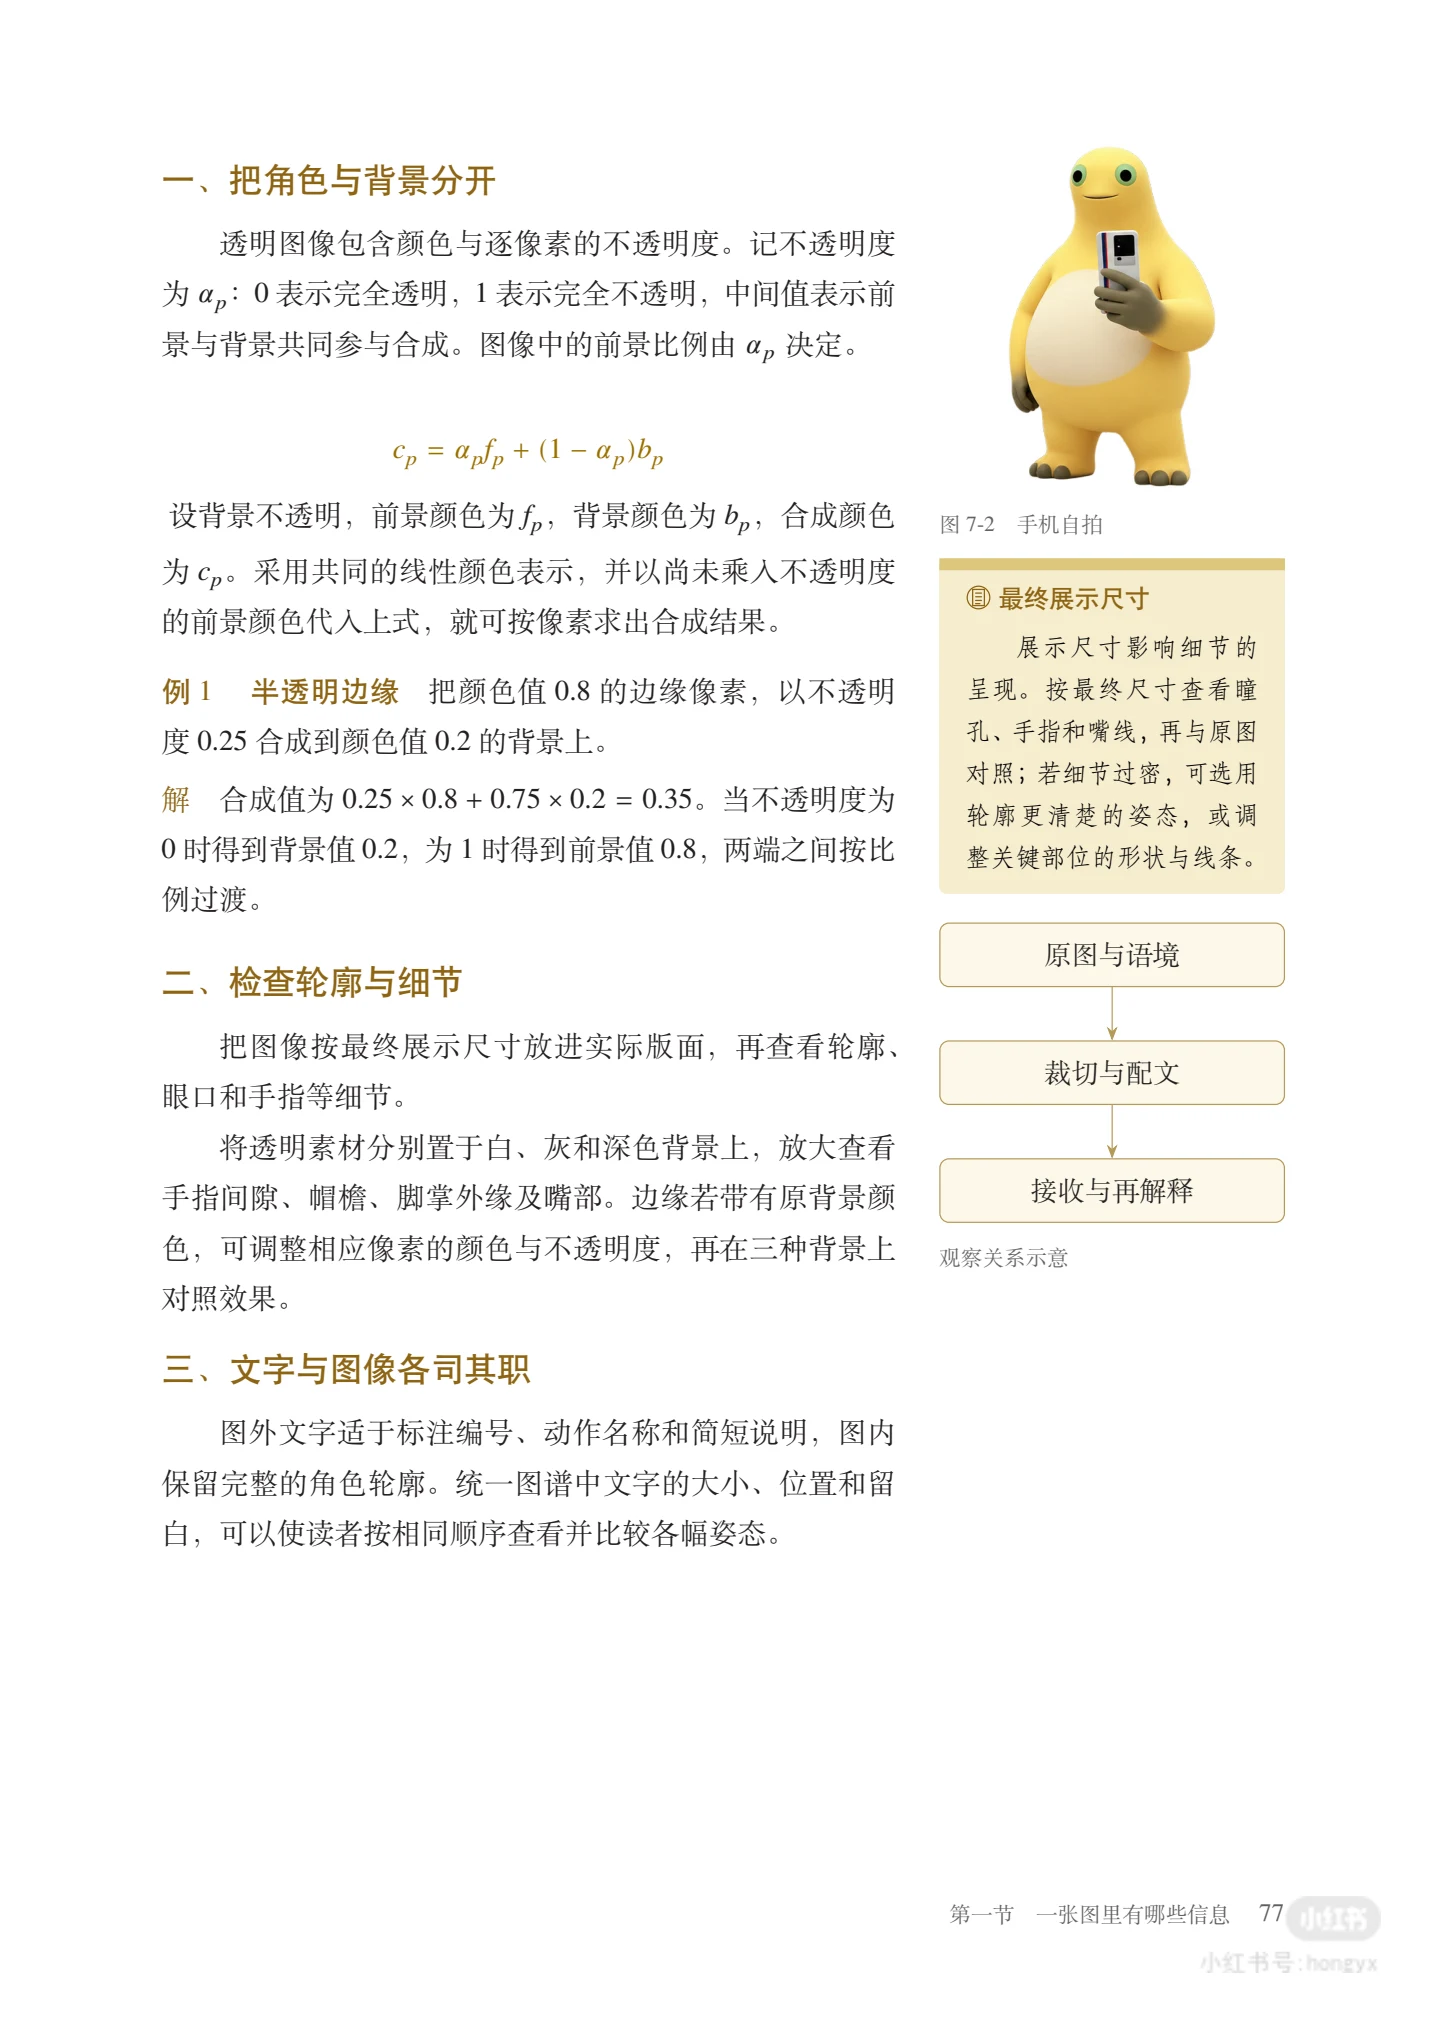 一、把角色与背景分开
透明图像包含颜色与逐像素的不透明度。记不透明度
为 αp：0 表示完全透明，1 表示完全不透明，中间值表示前
景与背景共同参与合成。图像中的前景比例由 αp 决定。
cp = αpfp + (1 − αp)bp
设背景不透明，前景颜色为 fp，背景颜色为 bp，合成颜色
为 cp。采用共同的线性颜色表示，并以尚未乘入不透明度
的前景颜色代入上式，就可按像素求出合成结果。
例 1　半透明边缘　把颜色值 0.8 的边缘像素，以不透明
度 0.25 合成到颜色值 0.2 的背景上。
解　合成值为 0.25 × 0.8 + 0.75 × 0.2 = 0.35。当不透明度为
0 时得到背景值 0.2，为 1 时得到前景值 0.8，两端之间按比
例过渡。
二、检查轮廓与细节
把图像按最终展示尺寸放进实际版面，再查看轮廓、
眼口和手指等细节。
将透明素材分别置于白、灰和深色背景上，放大查看
手指间隙、帽檐、脚掌外缘及嘴部。边缘若带有原背景颜
色，可调整相应像素的颜色与不透明度，再在三种背景上
对照效果。
三、文字与图像各司其职
图外文字适于标注编号、动作名称和简短说明，图内
保留完整的角色轮廓。统一图谱中文字的大小、位置和留
白，可以使读者按相同顺序查看并比较各幅姿态。
图 7-2　手机自拍
最终展示尺寸
展示尺寸影响细节的
呈现。按最终尺寸查看瞳
孔、手指和嘴线，再与原图
对照；若细节过密，可选用
轮廓更清楚的姿态，或调
整关键部位的形状与线条。
原图与语境
裁切与配文
接收与再解释
观察关系示意
第一节　一张图里有哪些信息　77
小红书
小红书号:hongyx